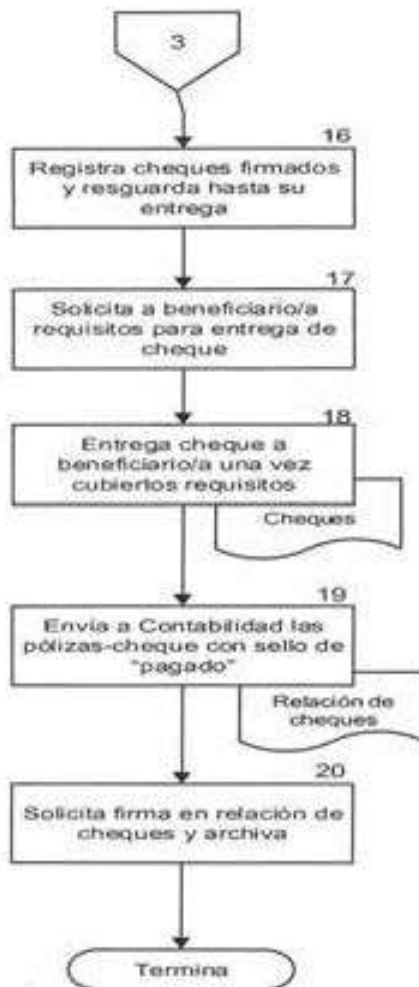 3
16
Registra cheques firmados
y resguarda hasta su
entrega
17
Solicita a beneficiario/a
requisitos para entrega de
cheque
18
Entrega cheque a
beneficiario/a una vez
cubiertos requisitos
Cheques
19
Envía a Contabilidad las
pólizas-cheque con sello de
"pagado"
Relación de
cheques
20
Solicita firma en relación de
cheques y archiva
Termina